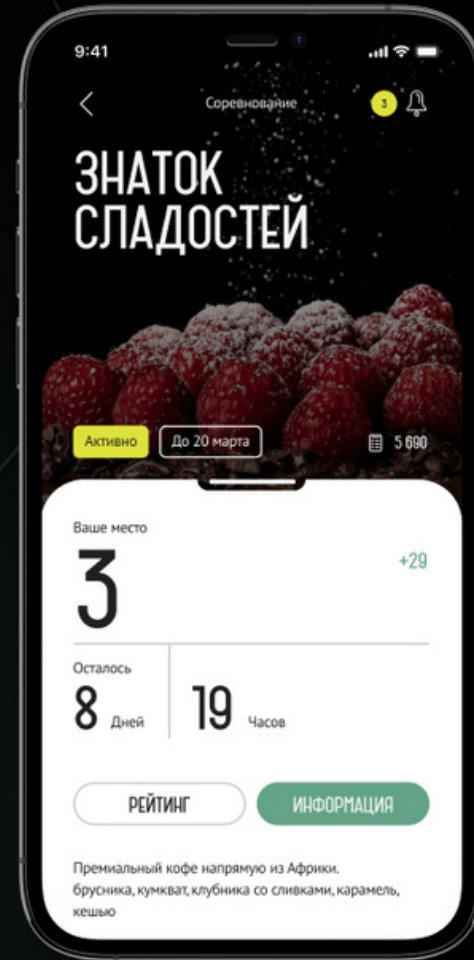 9:41
Соревнование
3
ЗНАТОК
СЛАДОСТЕЙ
Активно
До 20 марта
5 690
Ваше место
3
+29
Осталось
8 Дней
19 Часов
РЕЙТИНГ
ИНФОРМАЦИЯ
Премиальный кофе напрямую из Африки.
брусника, кумкват, клубника со сливками, карамель,
кешью